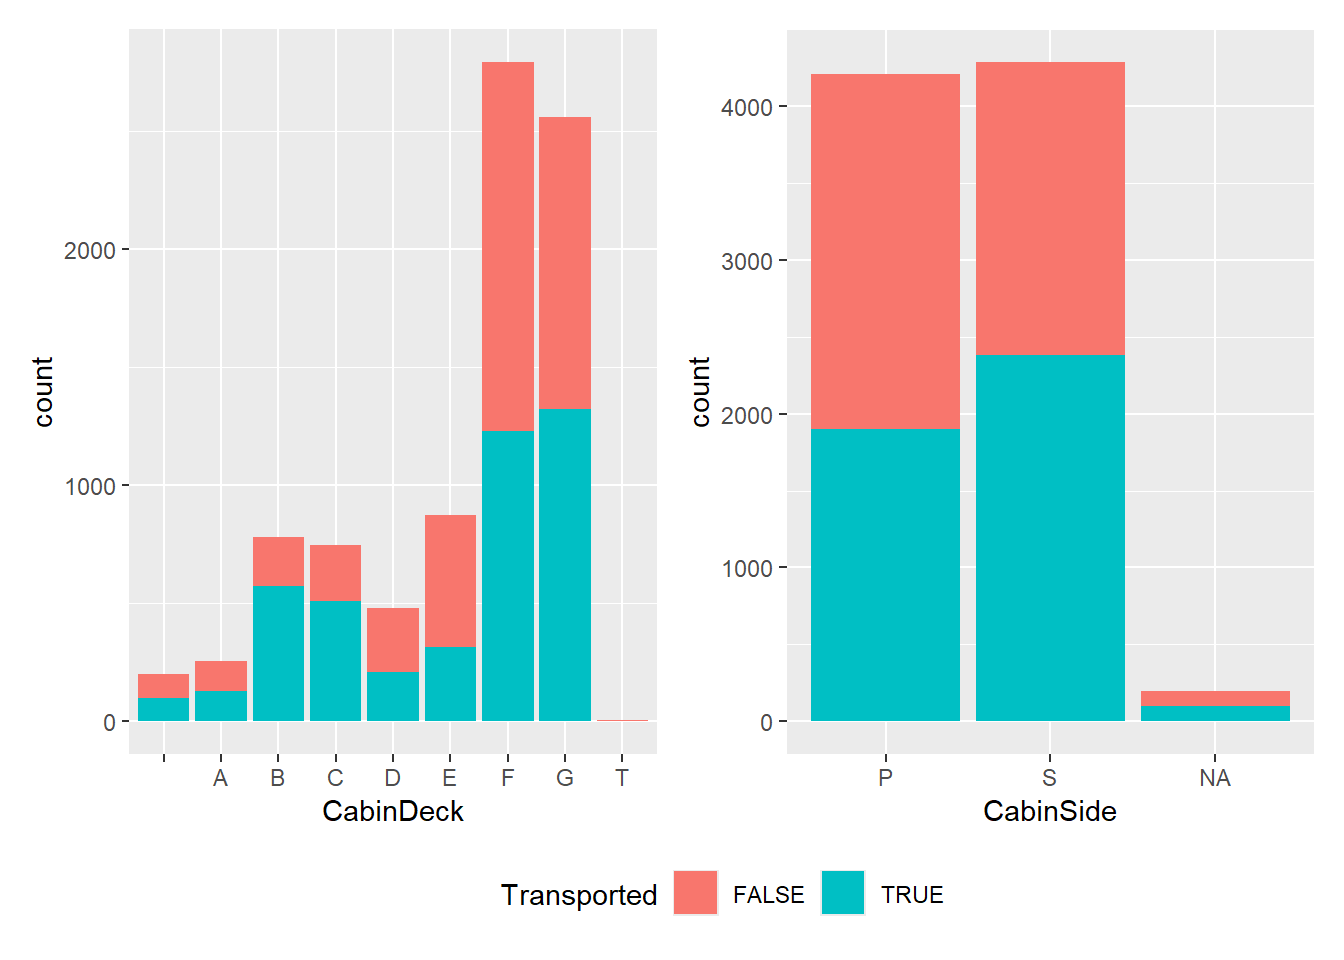 count
2000
1000
0
A B C D E F G T
CabinDeck
count
4000
3000
2000
1000
0
P S NA
CabinSide
Transported FALSE TRUE